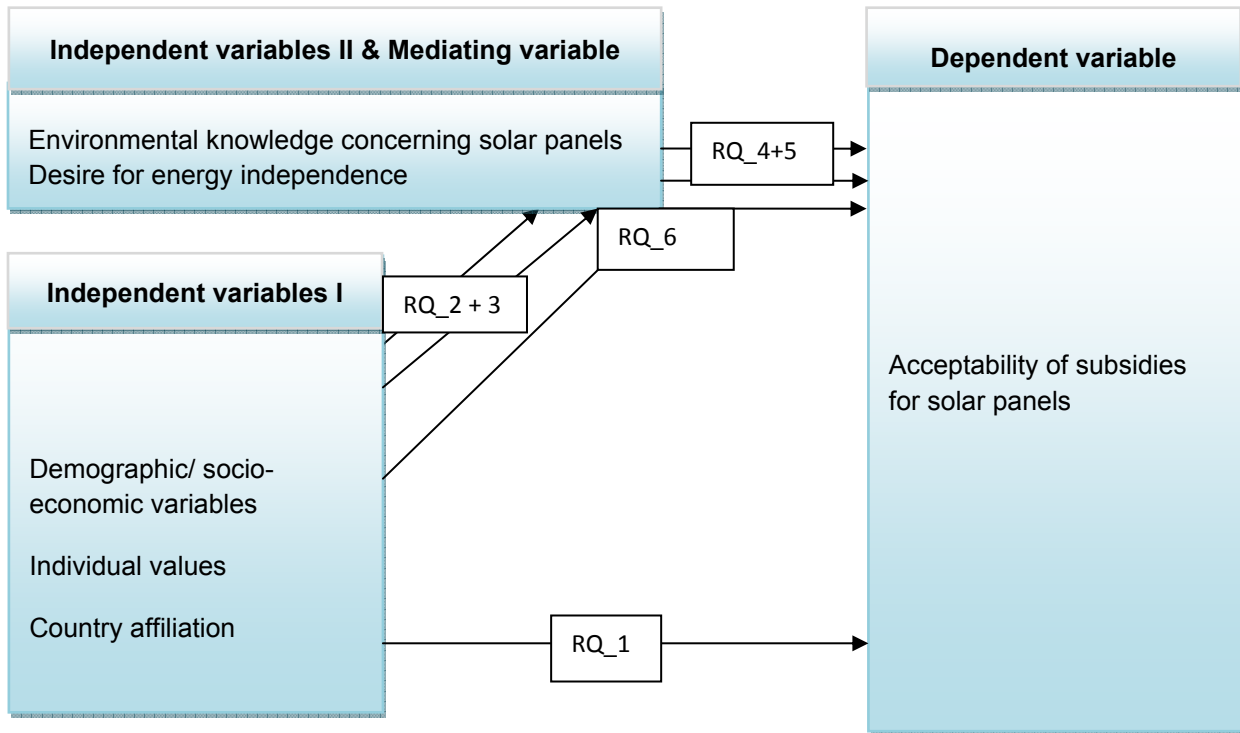 Independent variables II & Mediating variable
Environmental knowledge concerning solar panels
Desire for energy independence
Dependent variable
Acceptability of subsidies
for solar panels
RQ_4+5
RQ_6
Independent variables I
RQ_2 + 3
Demographic/ socio-
economic variables
Individual values
Country affiliation
RQ_1